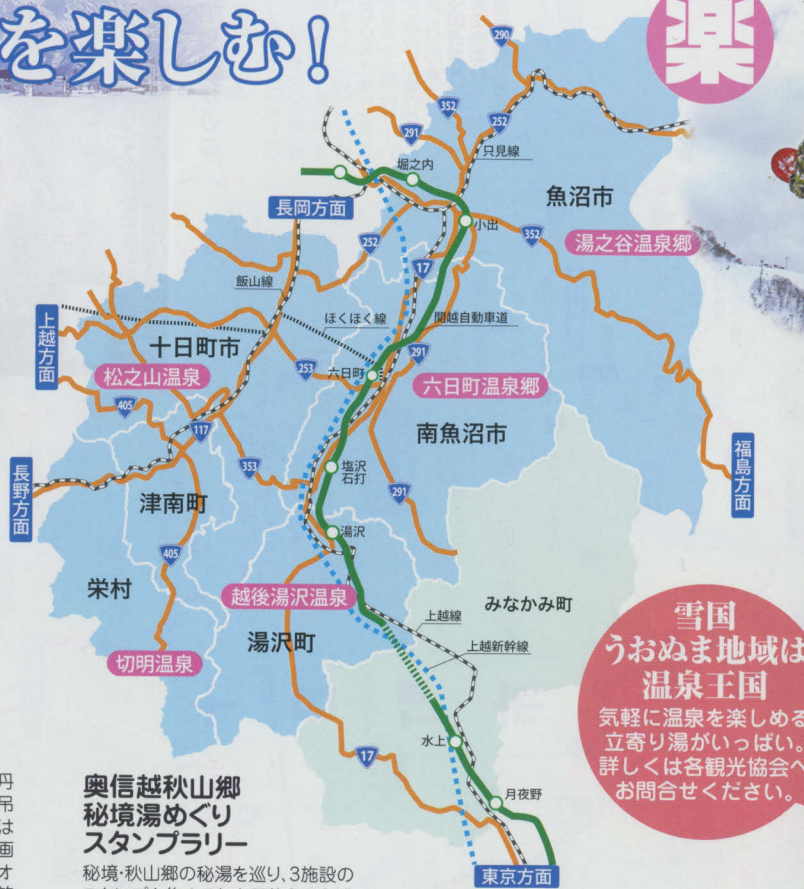 を楽しむ!
楽
290
352
252
291
只見線
堀之内
魚沼市
長岡方面
小出
252
352
湯之谷温泉郷
17
飯山線
ほくほく線
関越自動車道
上越方面
十日町市
291
松之山温泉
253
六日町
六日町温泉郷
405
117
南魚沼市
福島方面
長野方面
353
塩沢
石打
291
津南町
湯沢
405
栄村
越後湯沢温泉
みなかみ町
上越線
湯沢町
上越新幹線
切明温泉
水上
17
月夜野
東京方面
雪国
うおぬま地域は
温泉王国
気軽に温泉を楽しめる
立寄り湯がいっぱい。
詳しくは各観光協会へ
お問合せください。
丹
吊
は
画
オ
奥信越秋山郷
秘境湯めぐり
スタンプラリー
秘境・秋山郷の秘湯を巡り、3施設の